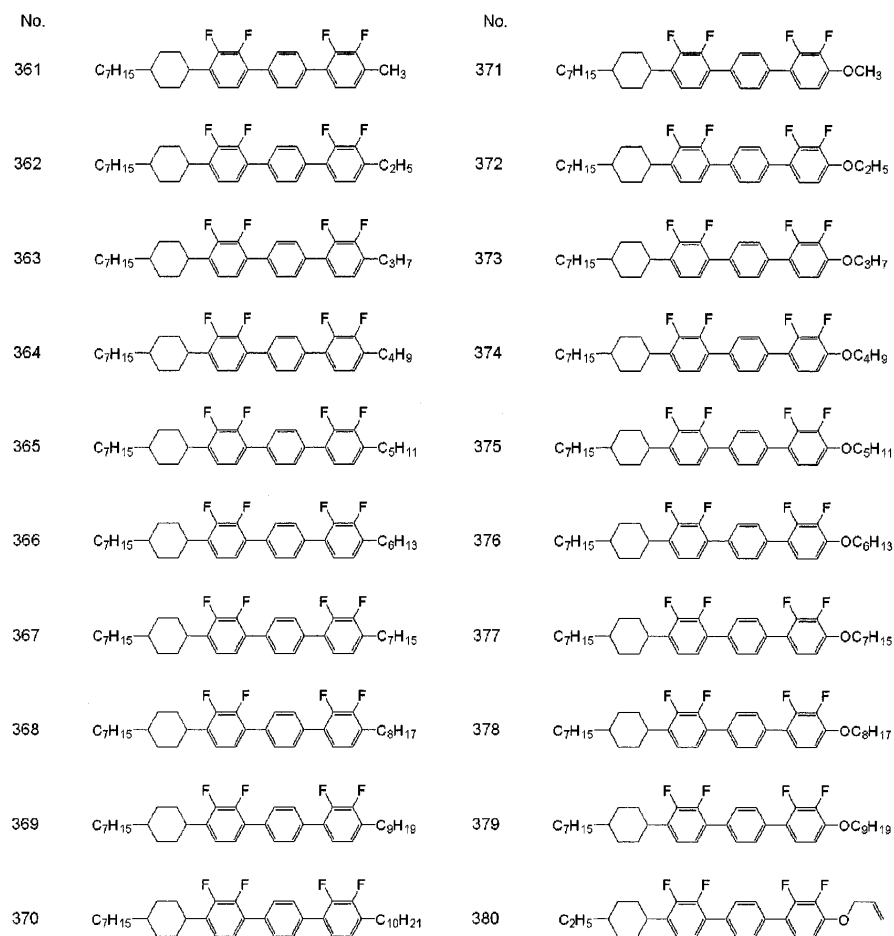 No. No.
F F F F F F F F
361 C7H15 CH3 371 C7H15 OCH3
F F F F F F F F
362 C7H15 C2H5 372 C7H15 OC2H5
F F F F F F F F
363 C7H15 C3H7 373 C7H15 OC3H7
F F F F F F F F
364 C7H15 C4H9 374 C7H15 OC4H9
F F F F F F F F
365 C7H15 C5H11 375 C7H15 OC5H11
F F F F F F F F
366 C7H15 C6H13 376 C7H15 OC6H13
F F F F F F F F
367 C7H15 C7H15 377 C7H15 OC7H15
F F F F F F F F
368 C7H15 C8H17 378 C7H15 OC8H17
F F F F F F F F
369 C7H15 C9H19 379 C7H15 OC9H19
F F F F F F F F
370 C7H15 C10H21 380 C2H5 O